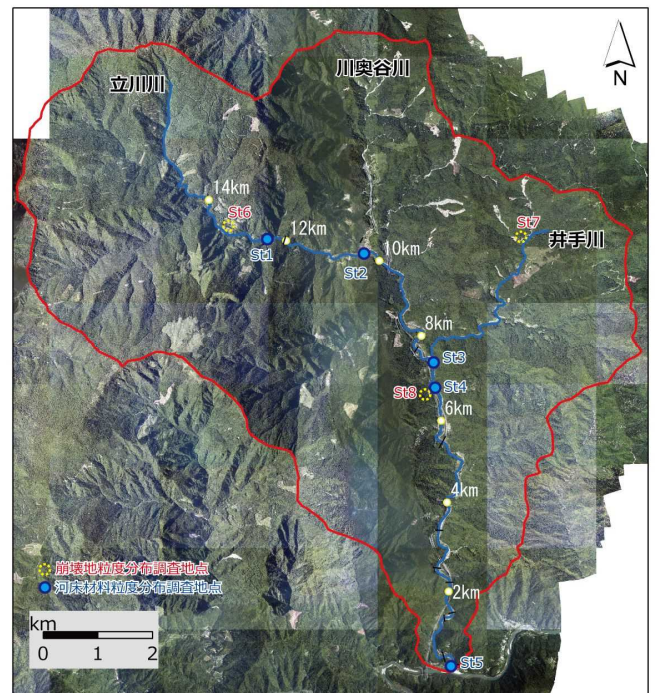 川奥谷川
立川川
N
14km
St6
St7
井手川
12km
St1
St2
10km
8km
St3
St4
St8
6km
4km
崩壊地粒度分布調査地点
河床材料粒度分布調査地点
2km
km
0 1 2
St5